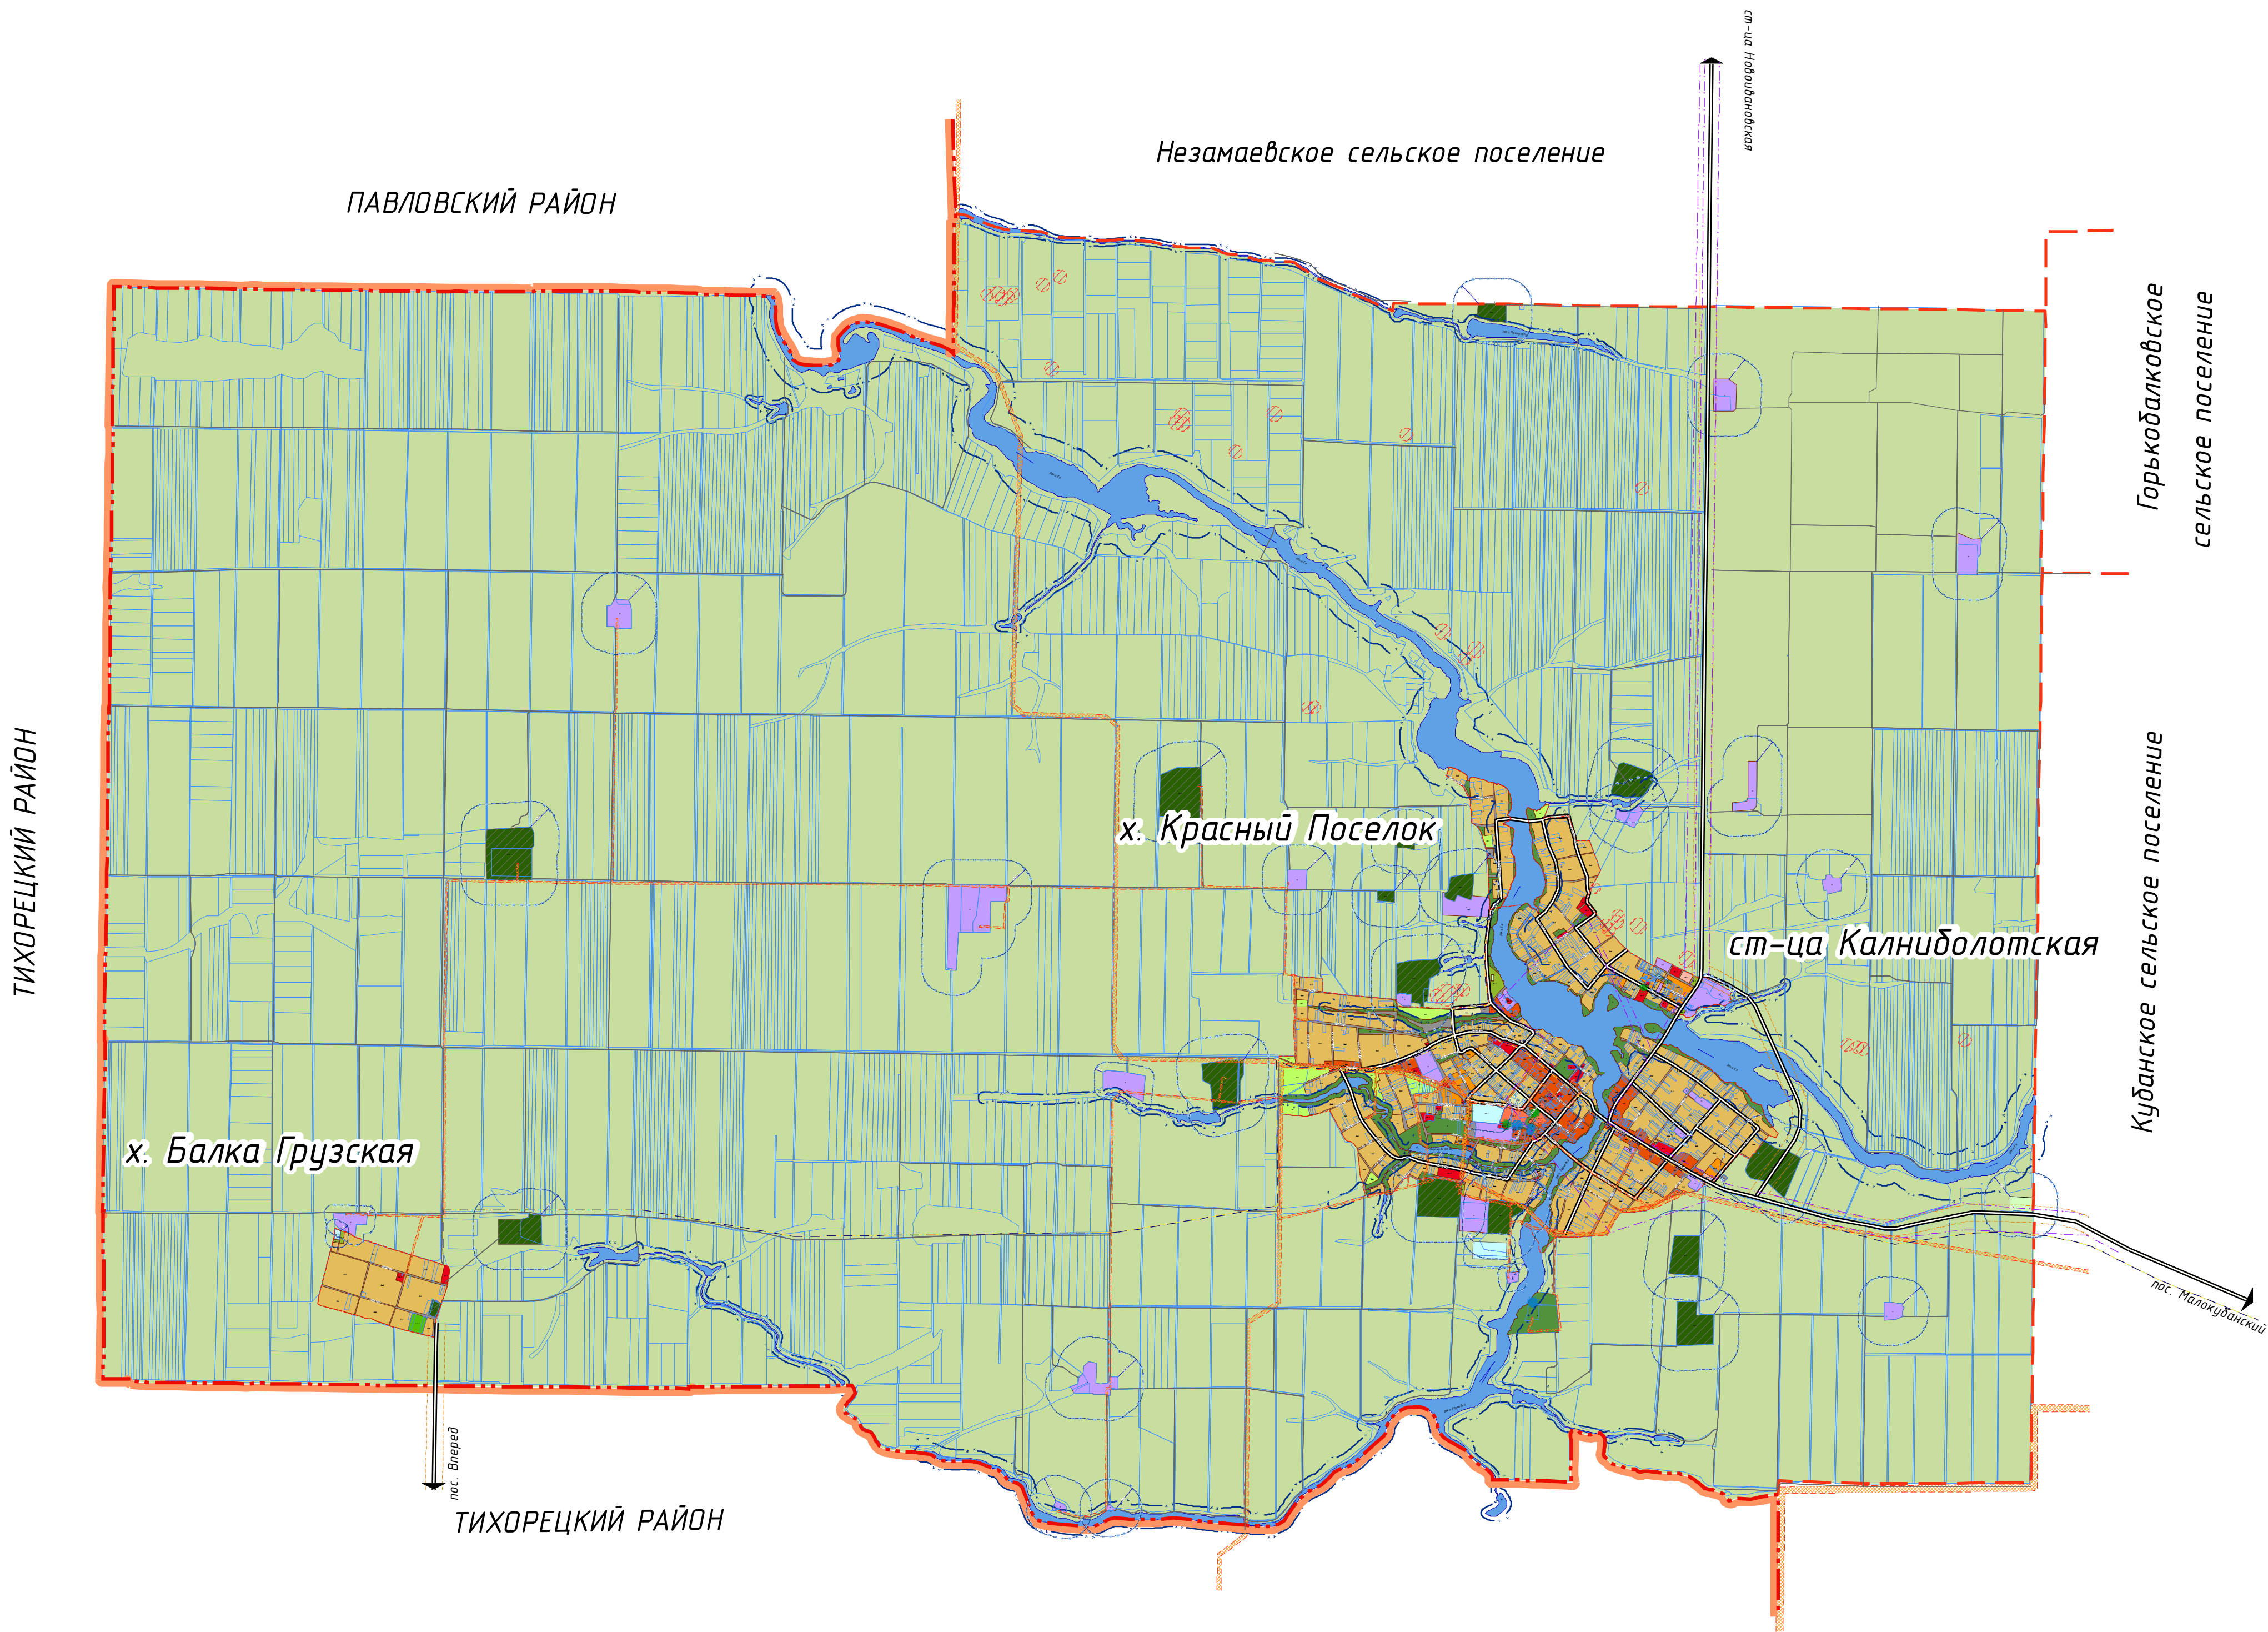 ст-ца Новоивановская
Незамаевское сельское поселение
ПАВЛОВСКИЙ РАЙОН
Горькобалковское
сельское поселение
ТИХОРЕЦКИЙ РАЙОН
х. Красный Поселок
ст-ца Калниболотская
Кубанское сельское поселение
х. Балка Грузская
пос. Малокубанский
пос. Вперед
ТИХОРЕЦКИЙ РАЙОН